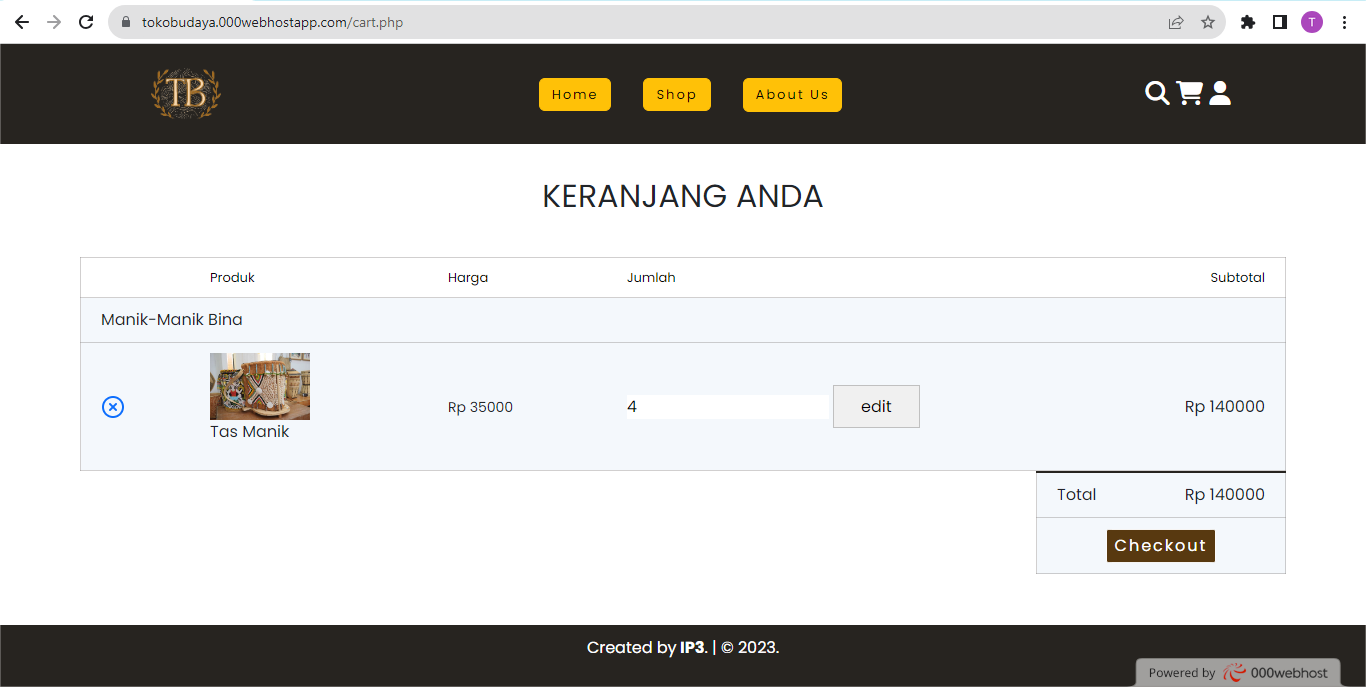 tokobudaya.000webhostapp.com/cart.php
T
TB
Home Shop About Us
KERANJANG ANDA
Produk Harga Jumlah Subtotal
Manik-Manik Bina
Tas Manik
Rp 35000 4 edit Rp 140000
Total Rp 140000
Checkout
Created by IP3. | © 2023.
Powered by 000webhost